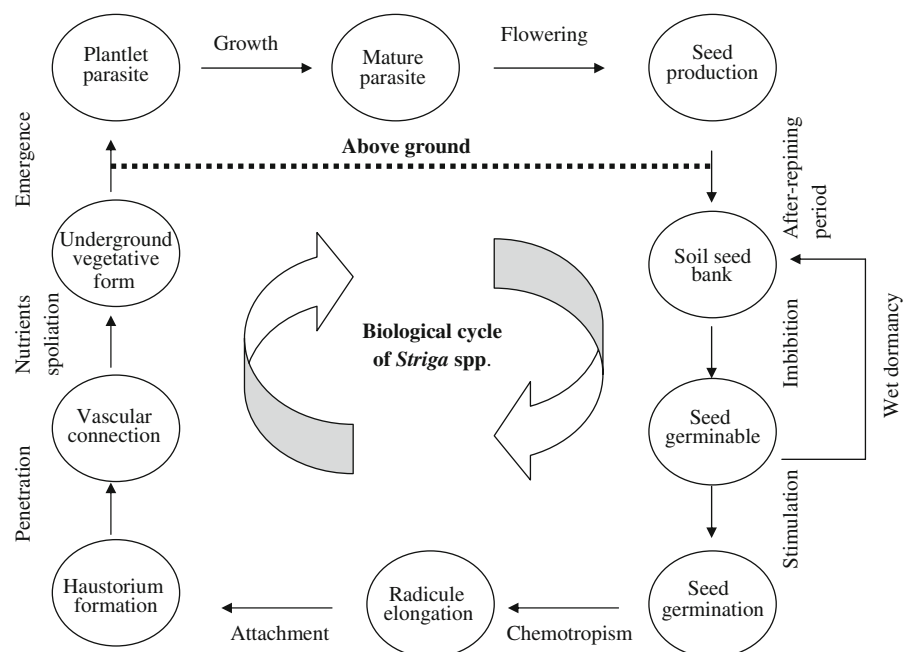 Plantlet
parasite
Growth
Mature
parasite
Flowering
Seed
production
Emergence
Above ground
After-repining
period
Underground
vegetative
form
Soil seed
bank
Nutrients
spoliation
Biological cycle
of Striga spp.
Imbibition
Wet dormancy
Vascular
connection
Seed
germinable
Penetration
Stimulation
Haustorium
formation
Attachment
Radicule
elongation
Chemotropism
Seed
germination